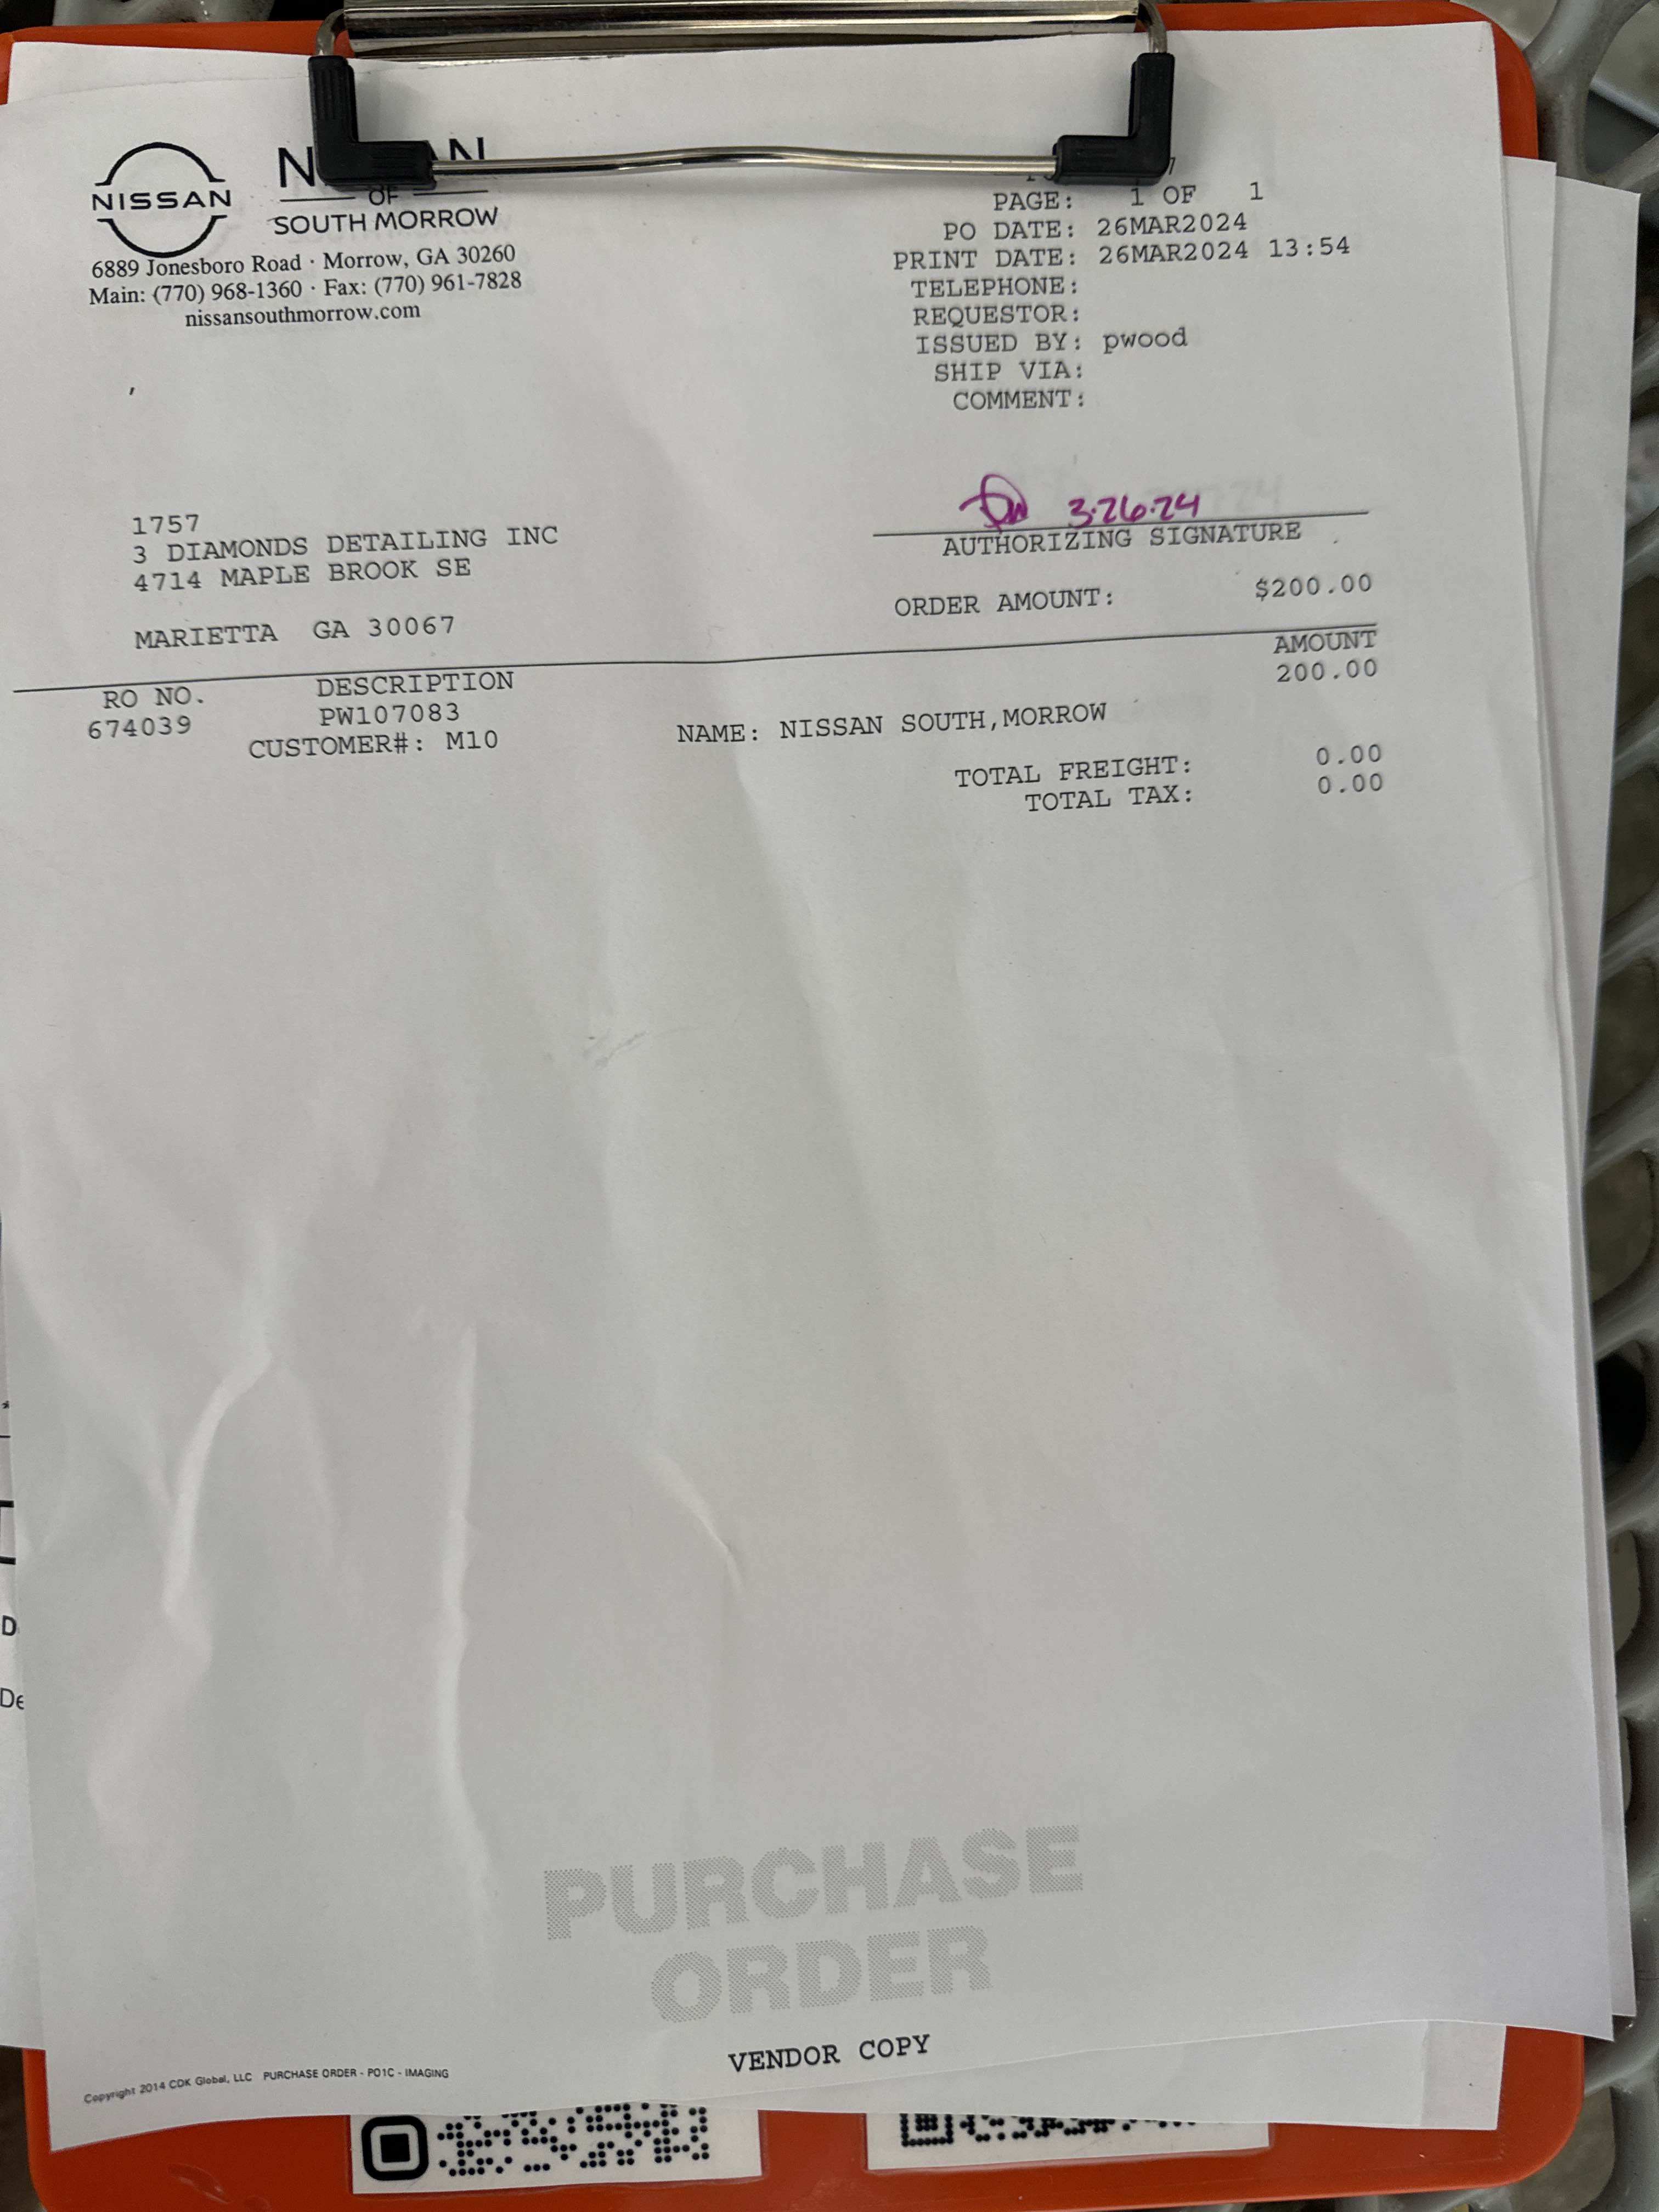 NISSAN
OF
SOUTH MORROW
6889 Jonesboro Road · Morrow, GA 30260
Main: (770) 968-1360 · Fax: (770) 961-7828
nissansouthmorrow.com
PAGE: 1 OF 1
PO DATE: 26MAR2024
PRINT DATE: 26MAR2024 13:54
TELEPHONE:
REQUESTOR:
ISSUED BY: pwood
SHIP VIA:
COMMENT:
,
1757
3 DIAMONDS DETAILING INC
4714 MAPLE BROOK SE
MARIETTA GA 30067
3.26.24
AUTHORIZING SIGNATURE
ORDER AMOUNT: $200.00
RO NO. DESCRIPTION AMOUNT
674039 PW107083 200.00
CUSTOMER#: M10 NAME: NISSAN SOUTH,MORROW
TOTAL FREIGHT: 0.00
TOTAL TAX: 0.00
PURCHASE
ORDER
VENDOR COPY
Copyright 2014 CDK Global, LLC PURCHASE ORDER - PO1C - IMAGING